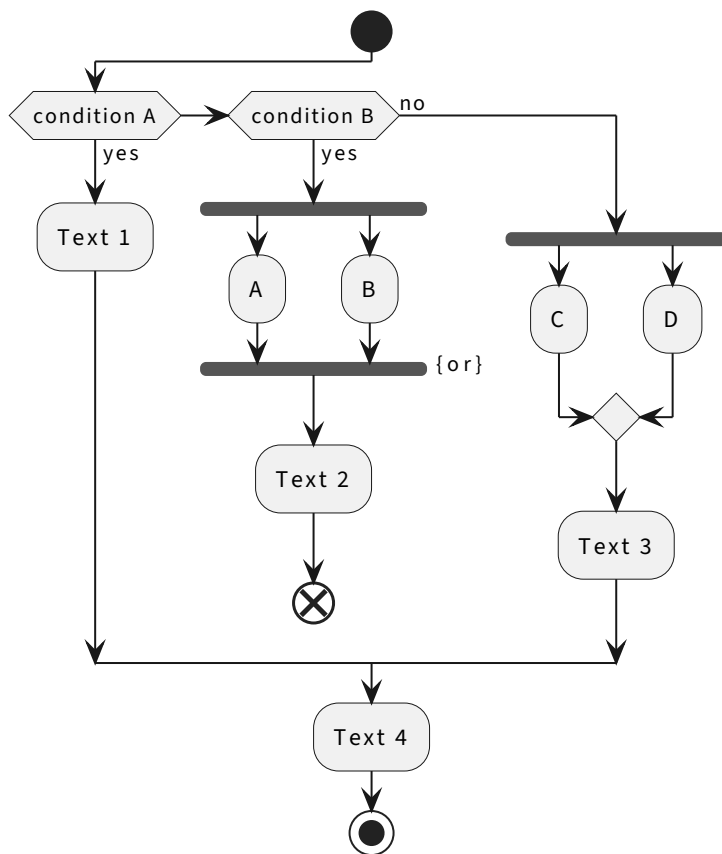 condition A
condition B
no
yes
yes
Text 1
A
B
C
D
{or}
Text 2
Text 3
Text 4